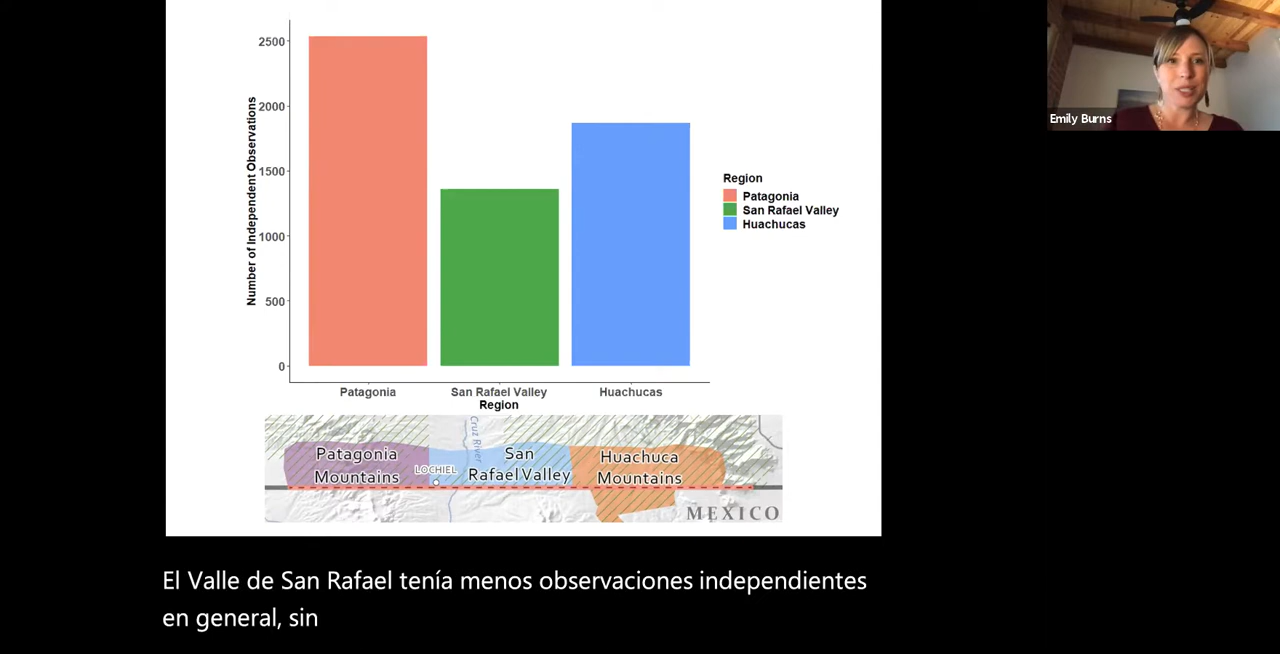 2500
2000
1500
1000
500
0
Number of Independent Observations
Patagonia
San Rafael Valley
Huachucas
Region
Region
Patagonia
San Rafael Valley
Huachucas
Emily Burns
Patagonia
Mountains
LOCHIEL
Cruz River
San
Rafael Valley
Huachuca
Mountains
MEXICO
El Valle de San Rafael tenía menos observaciones independientes
en general, sin